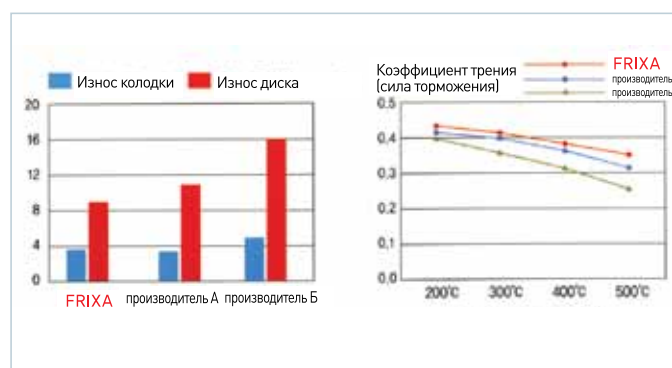 Износ колодки
Износ диска
20
16
12
8
4
0
FRIXA
производитель А
производитель Б
Коэффициент трения
(сила торможения)
FRIXA
производитель
производитель
0,5
0,4
0,3
0,2
0,1
0,0
200℃
300℃
400℃
500℃